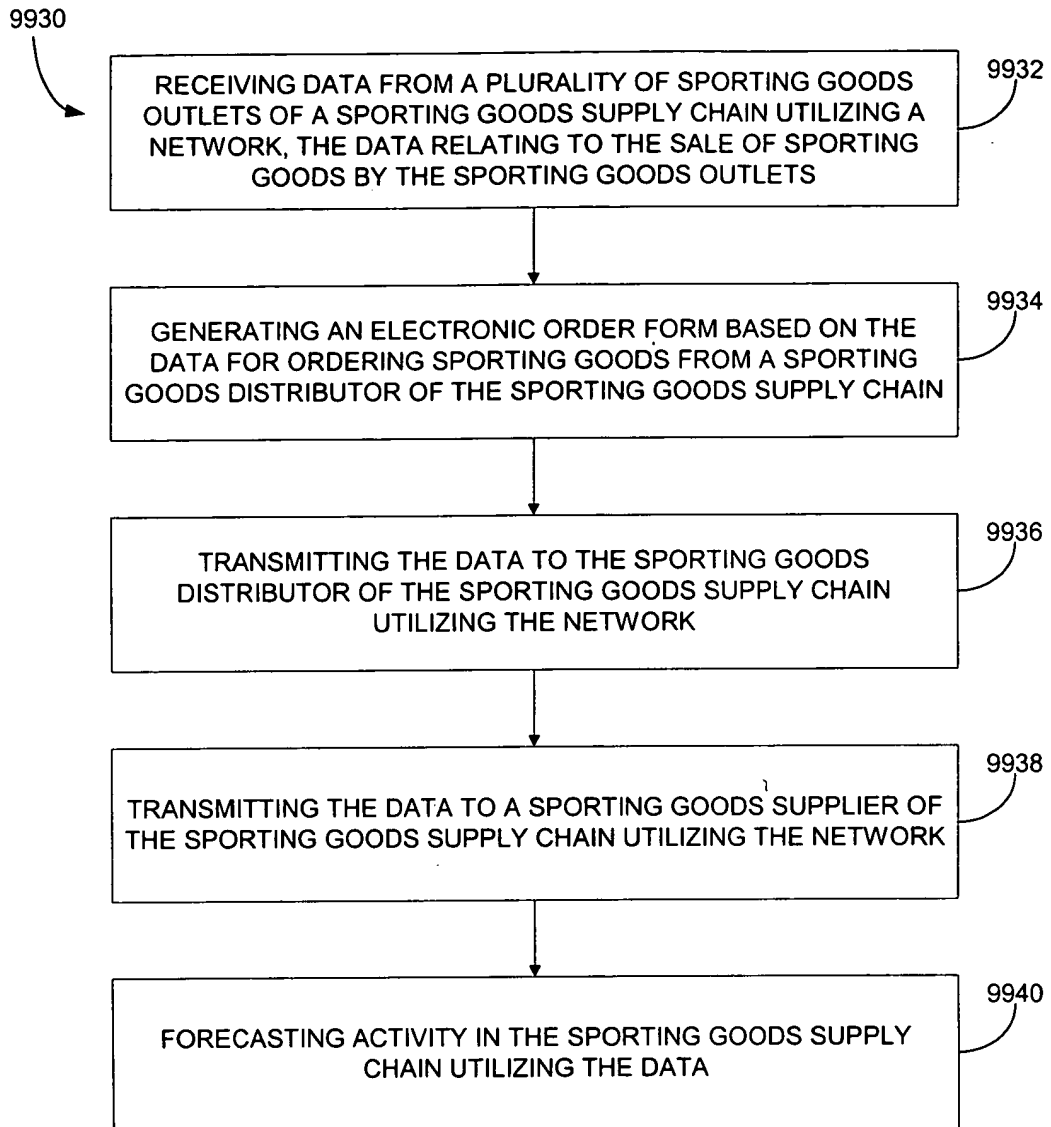 9930
9932
RECEIVING DATA FROM A PLURALITY OF SPORTING GOODS
OUTLETS OF A SPORTING GOODS SUPPLY CHAIN UTILIZING A
NETWORK, THE DATA RELATING TO THE SALE OF SPORTING
GOODS BY THE SPORTING GOODS OUTLETS
9934
GENERATING AN ELECTRONIC ORDER FORM BASED ON THE
DATA FOR ORDERING SPORTING GOODS FROM A SPORTING
GOODS DISTRIBUTOR OF THE SPORTING GOODS SUPPLY CHAIN
9936
TRANSMITTING THE DATA TO THE SPORTING GOODS
DISTRIBUTOR OF THE SPORTING GOODS SUPPLY CHAIN
UTILIZING THE NETWORK
9938
TRANSMITTING THE DATA TO A SPORTING GOODS SUPPLIER OF
THE SPORTING GOODS SUPPLY CHAIN UTILIZING THE NETWORK
9940
FORECASTING ACTIVITY IN THE SPORTING GOODS SUPPLY
CHAIN UTILIZING THE DATA